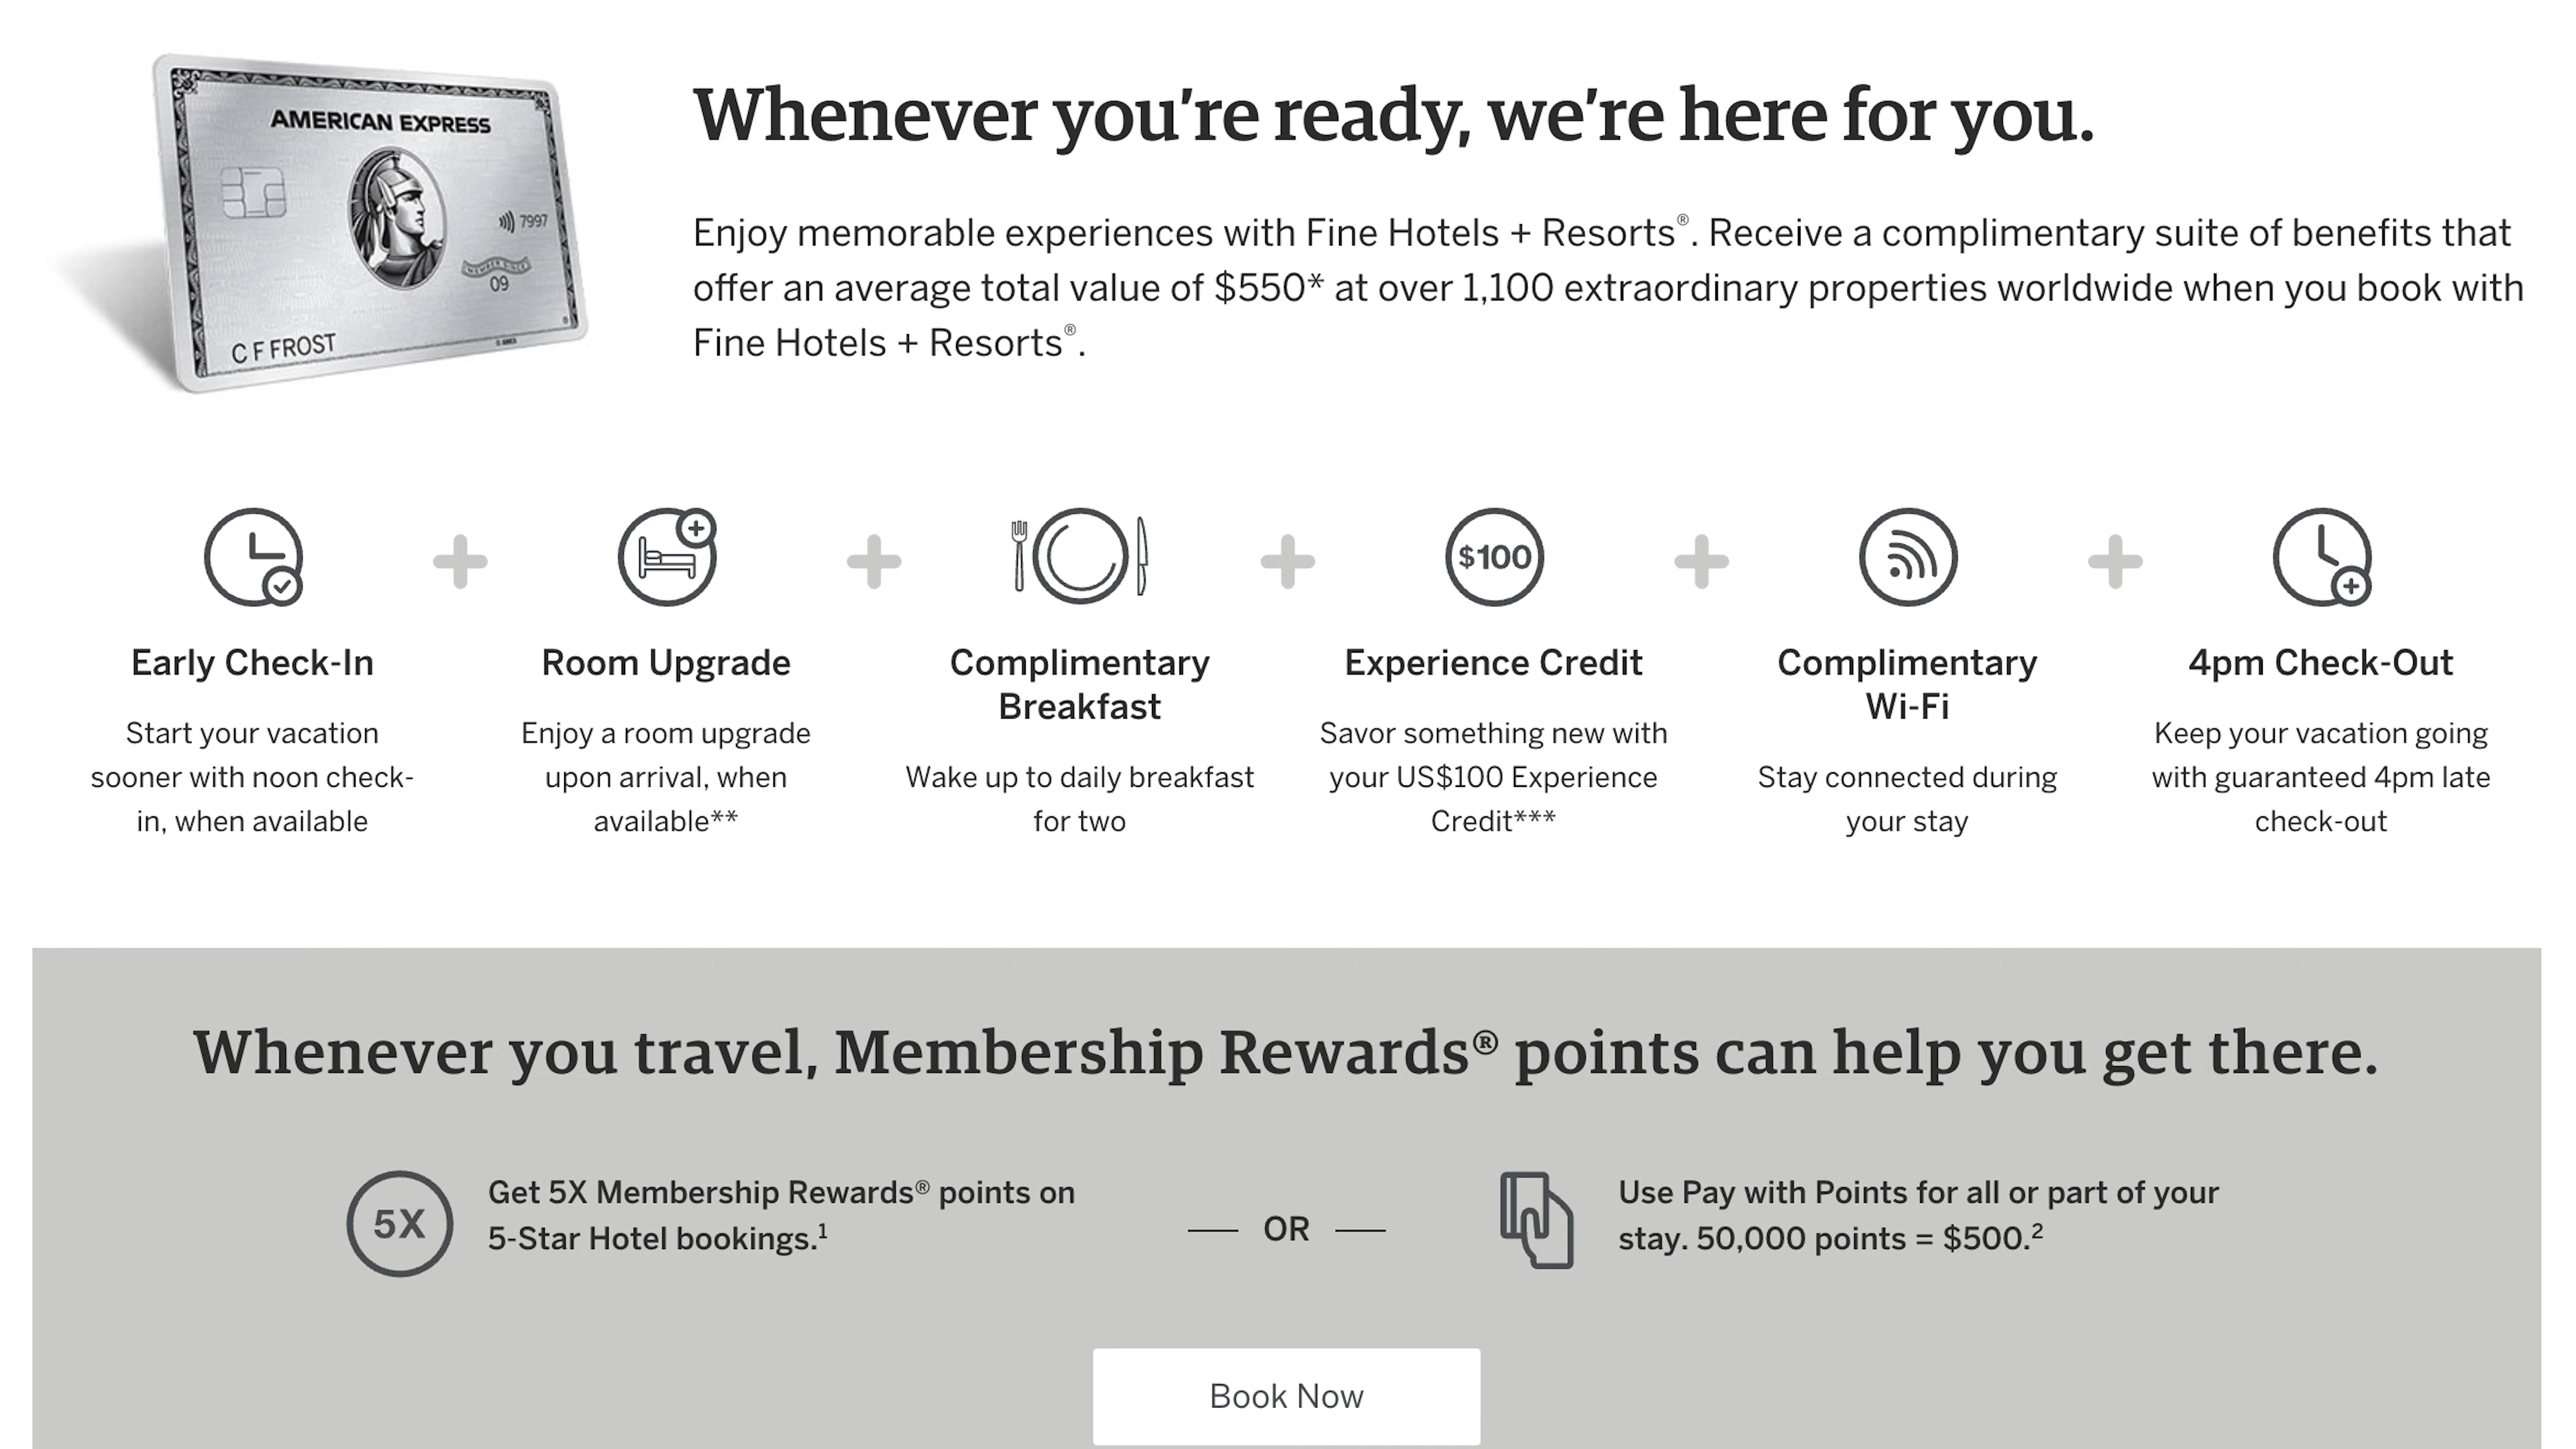 AMERICAN EXPRESS
7997
MEMBER SINCE
09
C F FROST
© AMEX
®
Whenever you're ready, we're here for you.
Enjoy memorable experiences with Fine Hotels + Resorts®. Receive a complimentary suite of benefits that
offer an average total value of $550* at over 1,100 extraordinary properties worldwide when you book with
Fine Hotels + Resorts®.
Early Check-In
Start your vacation
sooner with noon check-
in, when available
Room Upgrade
Enjoy a room upgrade
upon arrival, when
available**
Complimentary
Breakfast
Wake up to daily breakfast
for two
$100
Experience Credit
Savor something new with
your US$100 Experience
Credit***
Complimentary
Wi-Fi
Stay connected during
your stay
4pm Check-Out
Keep your vacation going
with guaranteed 4pm late
check-out
Whenever you travel, Membership Rewards® points can help you get there.
5X
Get 5X Membership Rewards® points on
5-Star Hotel bookings.¹
OR
Use Pay with Points for all or part of your
stay. 50,000 points = $500.²
Book Now